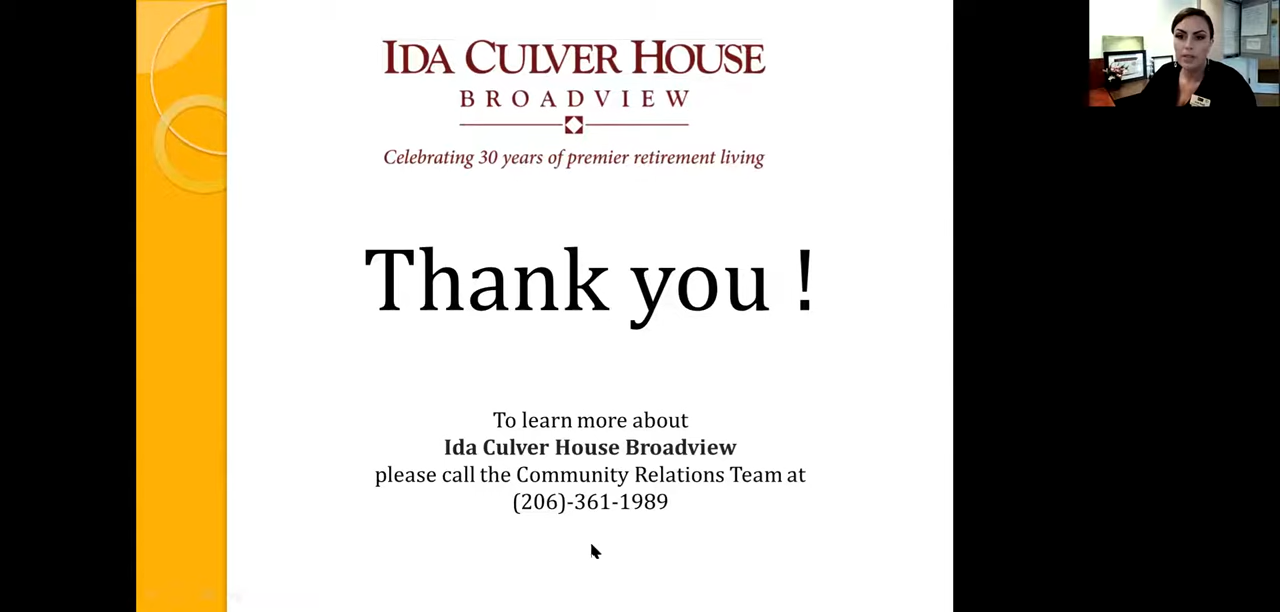 IDA CULVER HOUSE
BROADVIEW
Celebrating 30 years of premier retirement living
Thank you !
To learn more about
Ida Culver House Broadview
please call the Community Relations Team at
(206)-361-1989